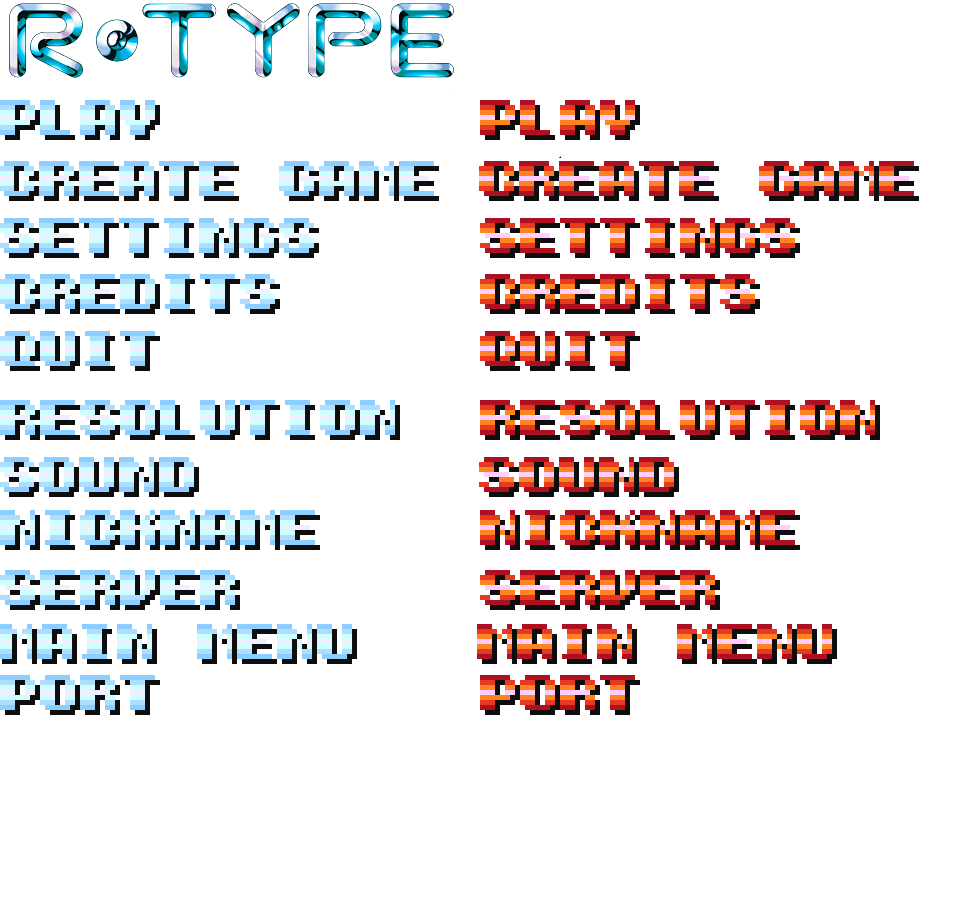 R·TYPE
PLAY PLAY
CREATE GAME CREATE GAME
SETTINGS SETTINGS
CREDITS CREDITS
QUIT QUIT
RESOLUTION RESOLUTION
SOUND SOUND
NICKNAME NICKNAME
SERVER SERVER
MAIN MENU MAIN MENU
PORT PORT